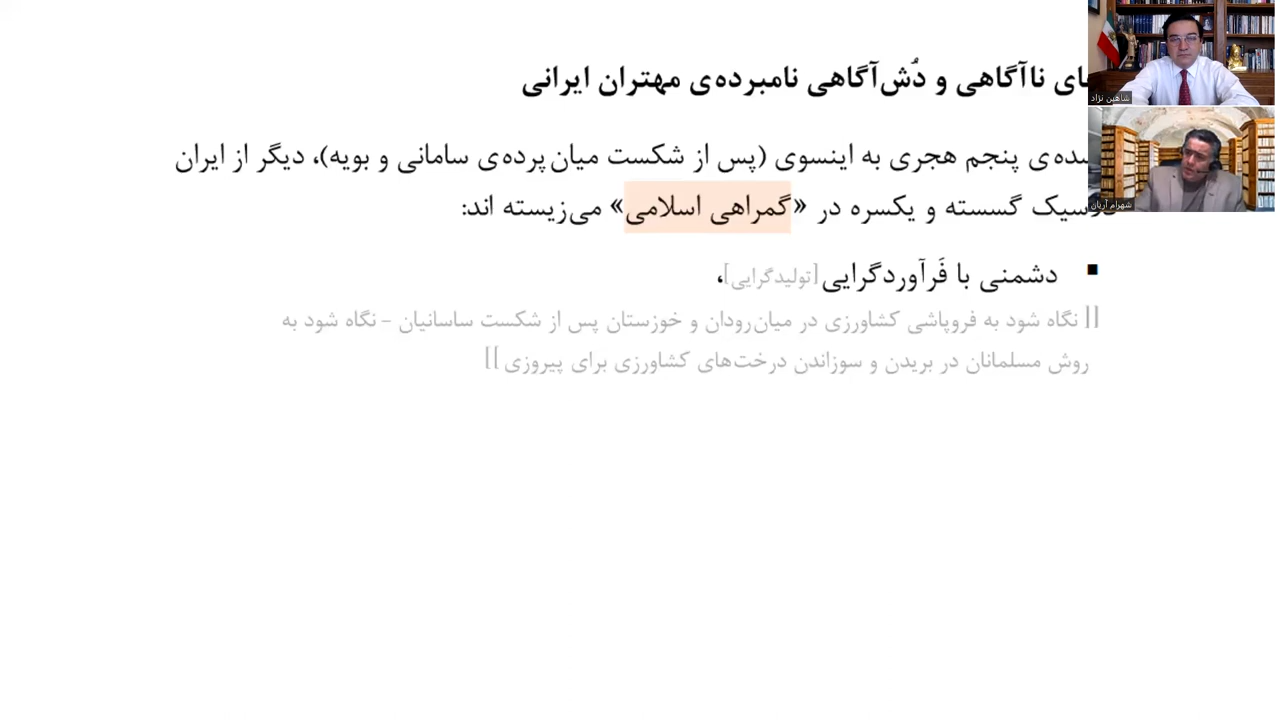 ناآگاهی و دُش‌آگاهی نامبرده‌ی مهتران ایرانی
پنجم هجری به اینسوی (پس از شکست میان‌پرده‌ی سامانی و بویه)، دیگر از ایران
گسسته و یکسره در «گمراهی اسلامی» می‌زیسته اند:
▪ دشمنی با فَرآوردگرایی [تولیدگرایی]،
[[ نگاه شود به فروپاشی کشاورزی در میان‌رودان و خوزستان پس از شکست ساسانیان – نگاه شود به
روش مسلمانان در بریدن و سوزاندن درخت‌های کشاورزی برای پیروزی ]]
شاهین نژاد
شهرام آریان